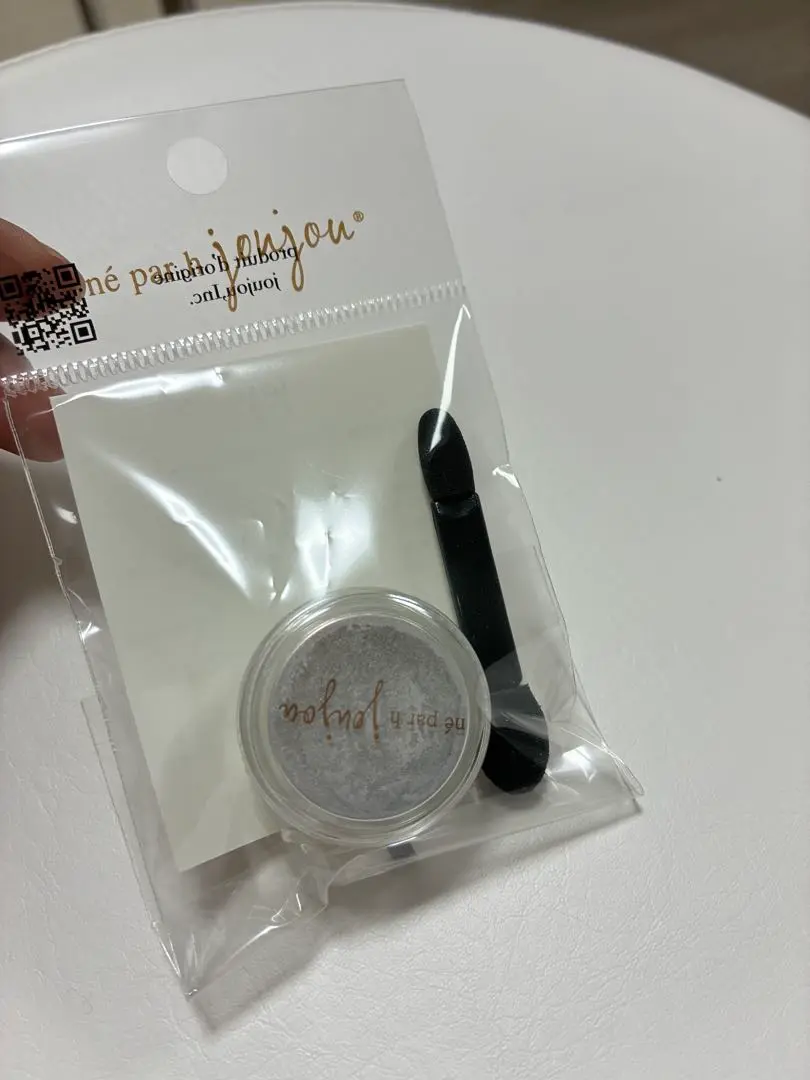 né par h joujou®
produit d'origine
joujou,Inc.
né par h joujou